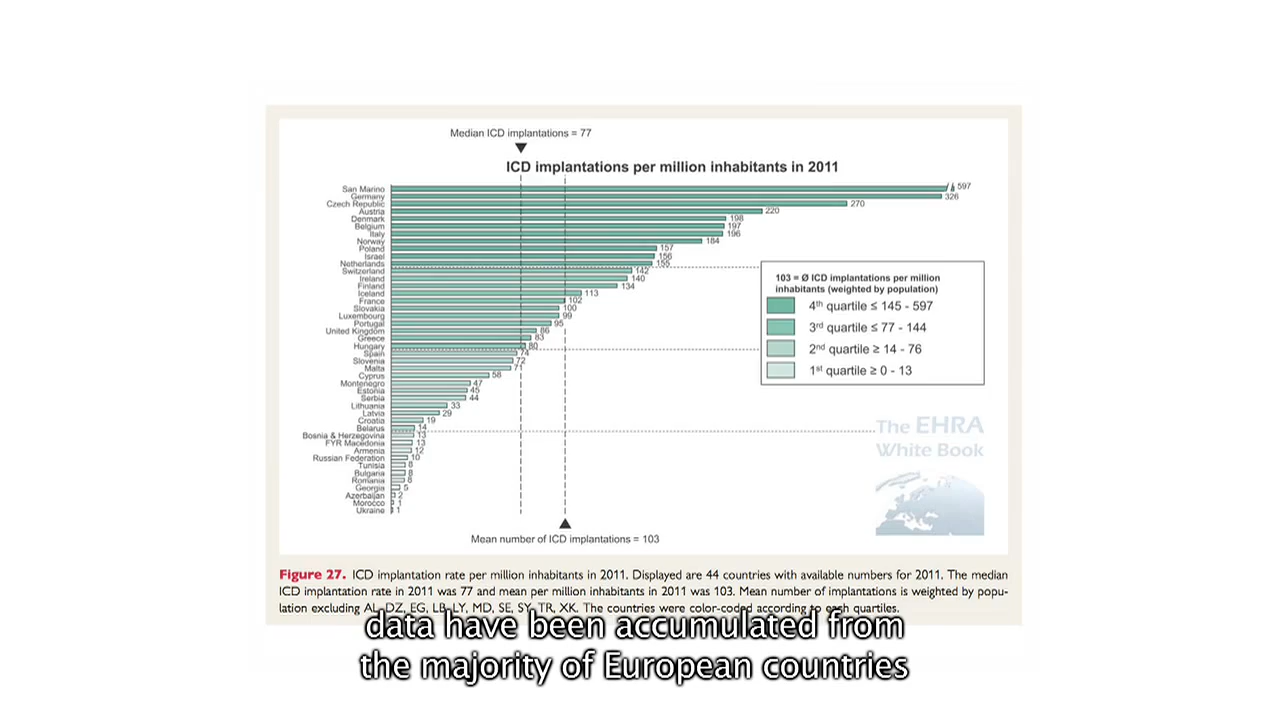 Median ICD implantations = 77
ICD implantations per million inhabitants in 2011
San Marino 597
Germany 326
Czech Republic 270
Austria 220
Denmark 198
Belgium 197
Italy 196
Norway 184
Poland 157
Israel 156
Netherlands 155
Switzerland 142
Ireland 140
Finland 134
Iceland 113
France 102
Slovakia 100
Luxembourg 99
Portugal 95
United Kingdom 86
Greece 83
Hungary 80
Spain 74
Slovenia 72
Malta 71
Cyprus 58
Montenegro 47
Estonia 45
Serbia 44
Lithuania 33
Latvia 29
Croatia 19
Belarus 14
Bosnia & Herzegovina 13
FYR Macedonia 13
Armenia 12
Russian Federation 10
Tunisia 8
Bulgaria 8
Romania 8
Georgia 5
Azerbaijan 2
Morocco 1
Ukraine 1
103 = Ø ICD implantations per million
inhabitants (weighted by population)
4th quartile ≤ 145 - 597
3rd quartile ≤ 77 - 144
2nd quartile ≥ 14 - 76
1st quartile ≥ 0 - 13
The EHRA
White Book
Mean number of ICD implantations = 103
Figure 27. ICD implantation rate per million inhabitants in 2011. Displayed are 44 countries with available numbers for 2011. The median
ICD implantation rate in 2011 was 77 and mean per million inhabitants in 2011 was 103. Mean number of implantations is weighted by popu-
lation excluding AL, DZ, EG, LB, LY, MD, SE, SY, TR, XK. The countries were color-coded according to each quartiles.
data have been accumulated from
the majority of European countries